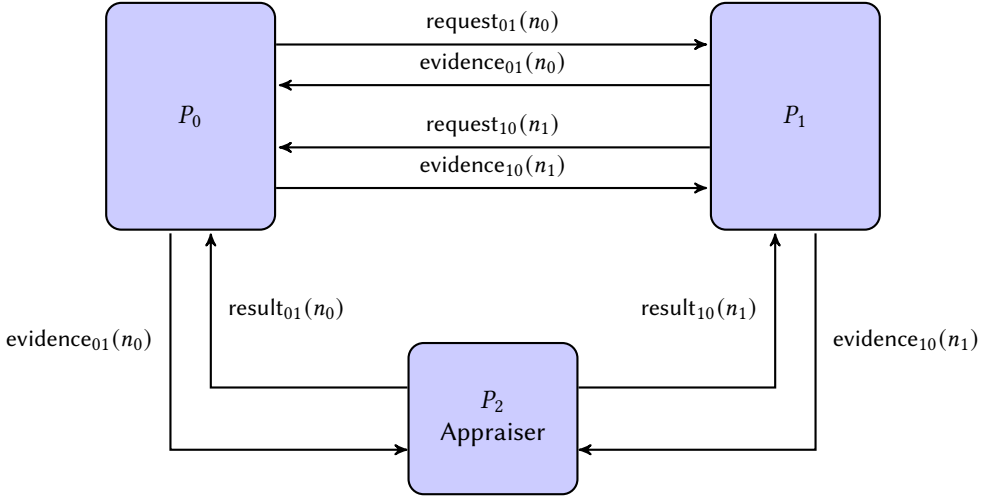 request₀₁(n₀)
evidence₀₁(n₀)
P₀
P₁
request₁₀(n₁)
evidence₁₀(n₁)
result₀₁(n₀)
result₁₀(n₁)
evidence₀₁(n₀)
evidence₁₀(n₁)
P₂
Appraiser